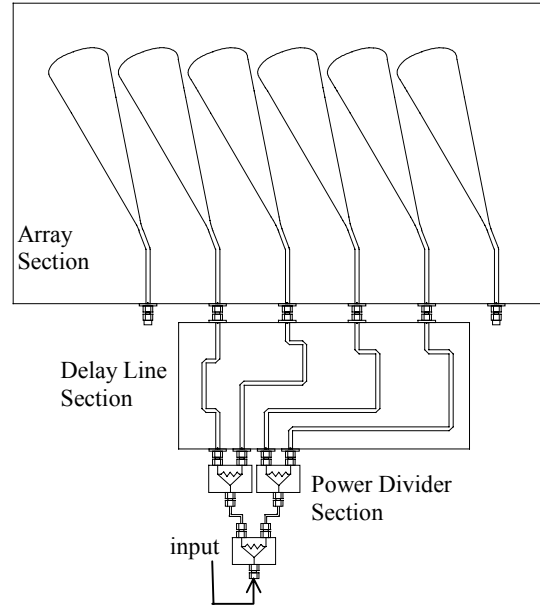 Array
Section
Delay Line
Section
Power Divider
Section
input